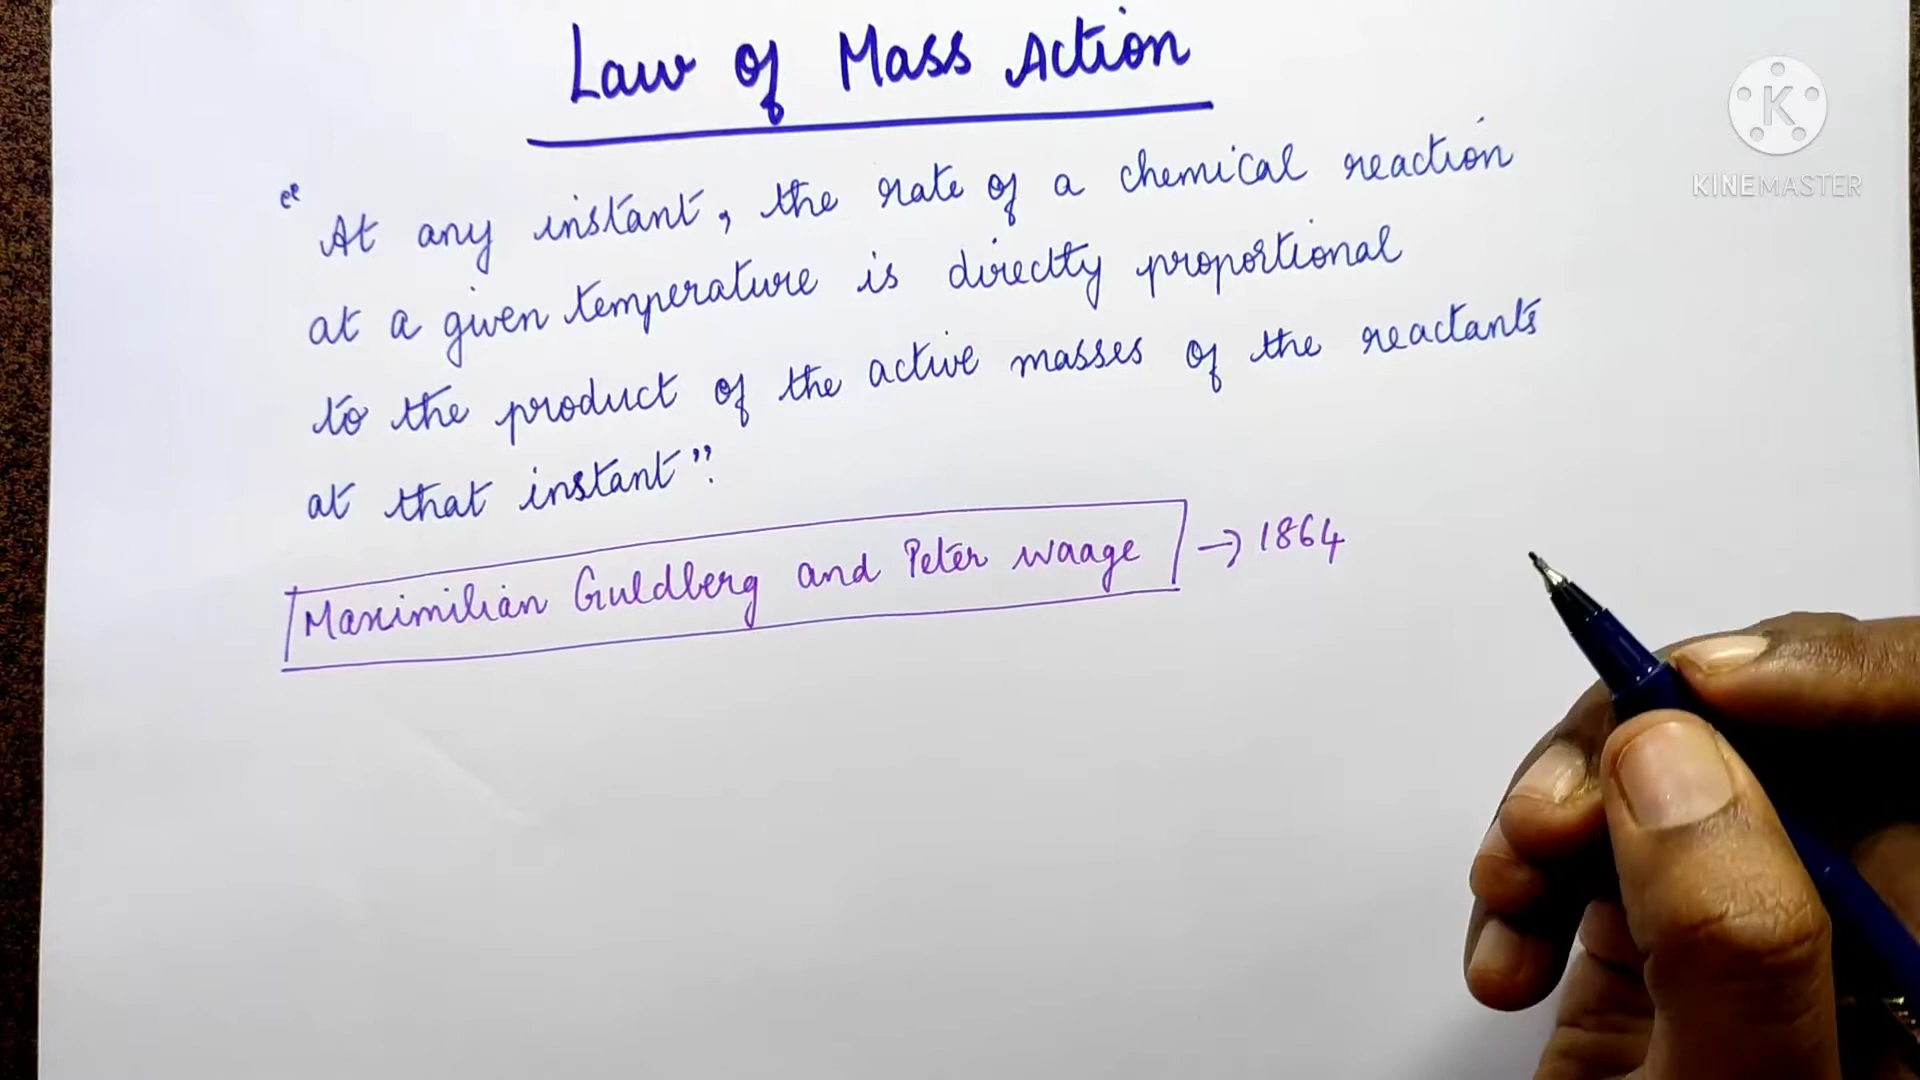 Law of Mass Action
"At any instant, the rate of a chemical reaction
at a given temperature is directly proportional
to the product of the active masses of the reactants
at that instant".
Maximilian Guldberg and Peter waage → 1864
K
KINEMASTER